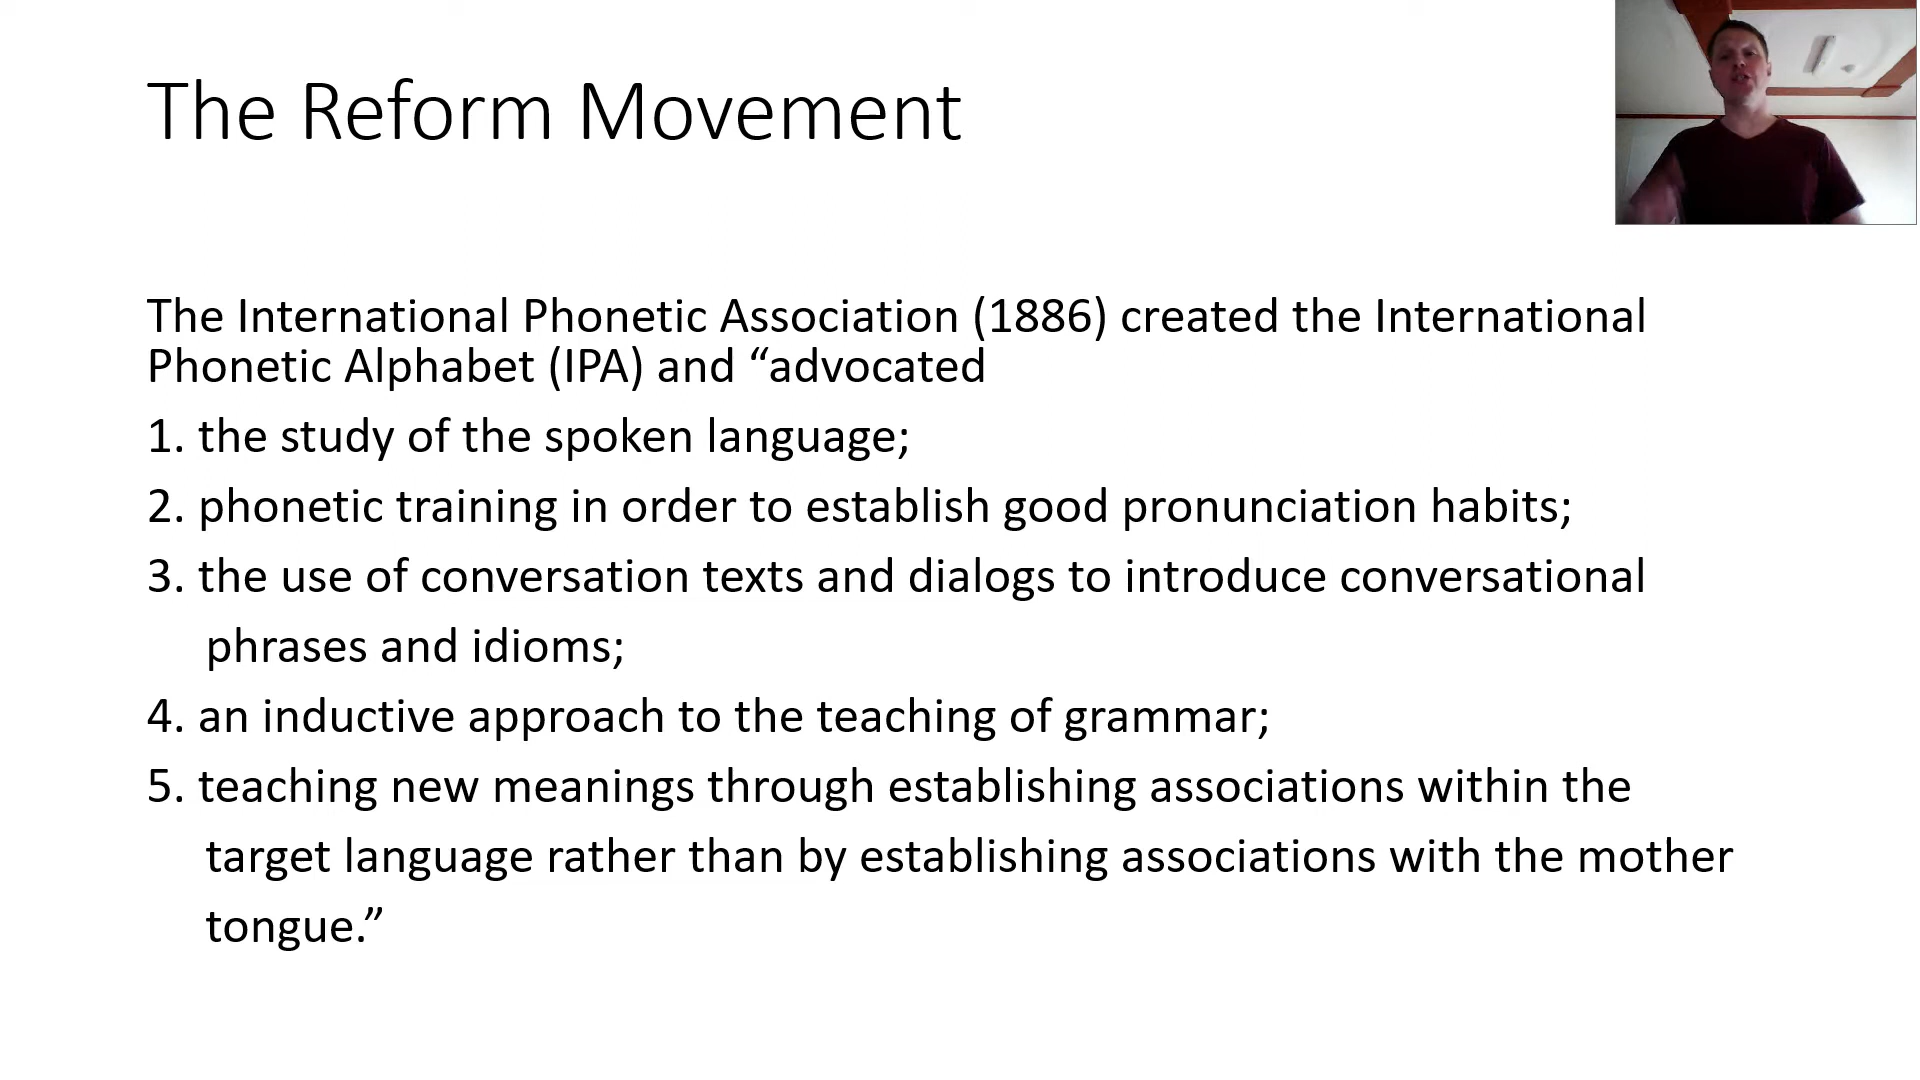 The Reform Movement
The International Phonetic Association (1886) created the International
Phonetic Alphabet (IPA) and “advocated
1. the study of the spoken language;
2. phonetic training in order to establish good pronunciation habits;
3. the use of conversation texts and dialogs to introduce conversational
phrases and idioms;
4. an inductive approach to the teaching of grammar;
5. teaching new meanings through establishing associations within the
target language rather than by establishing associations with the mother
tongue.”